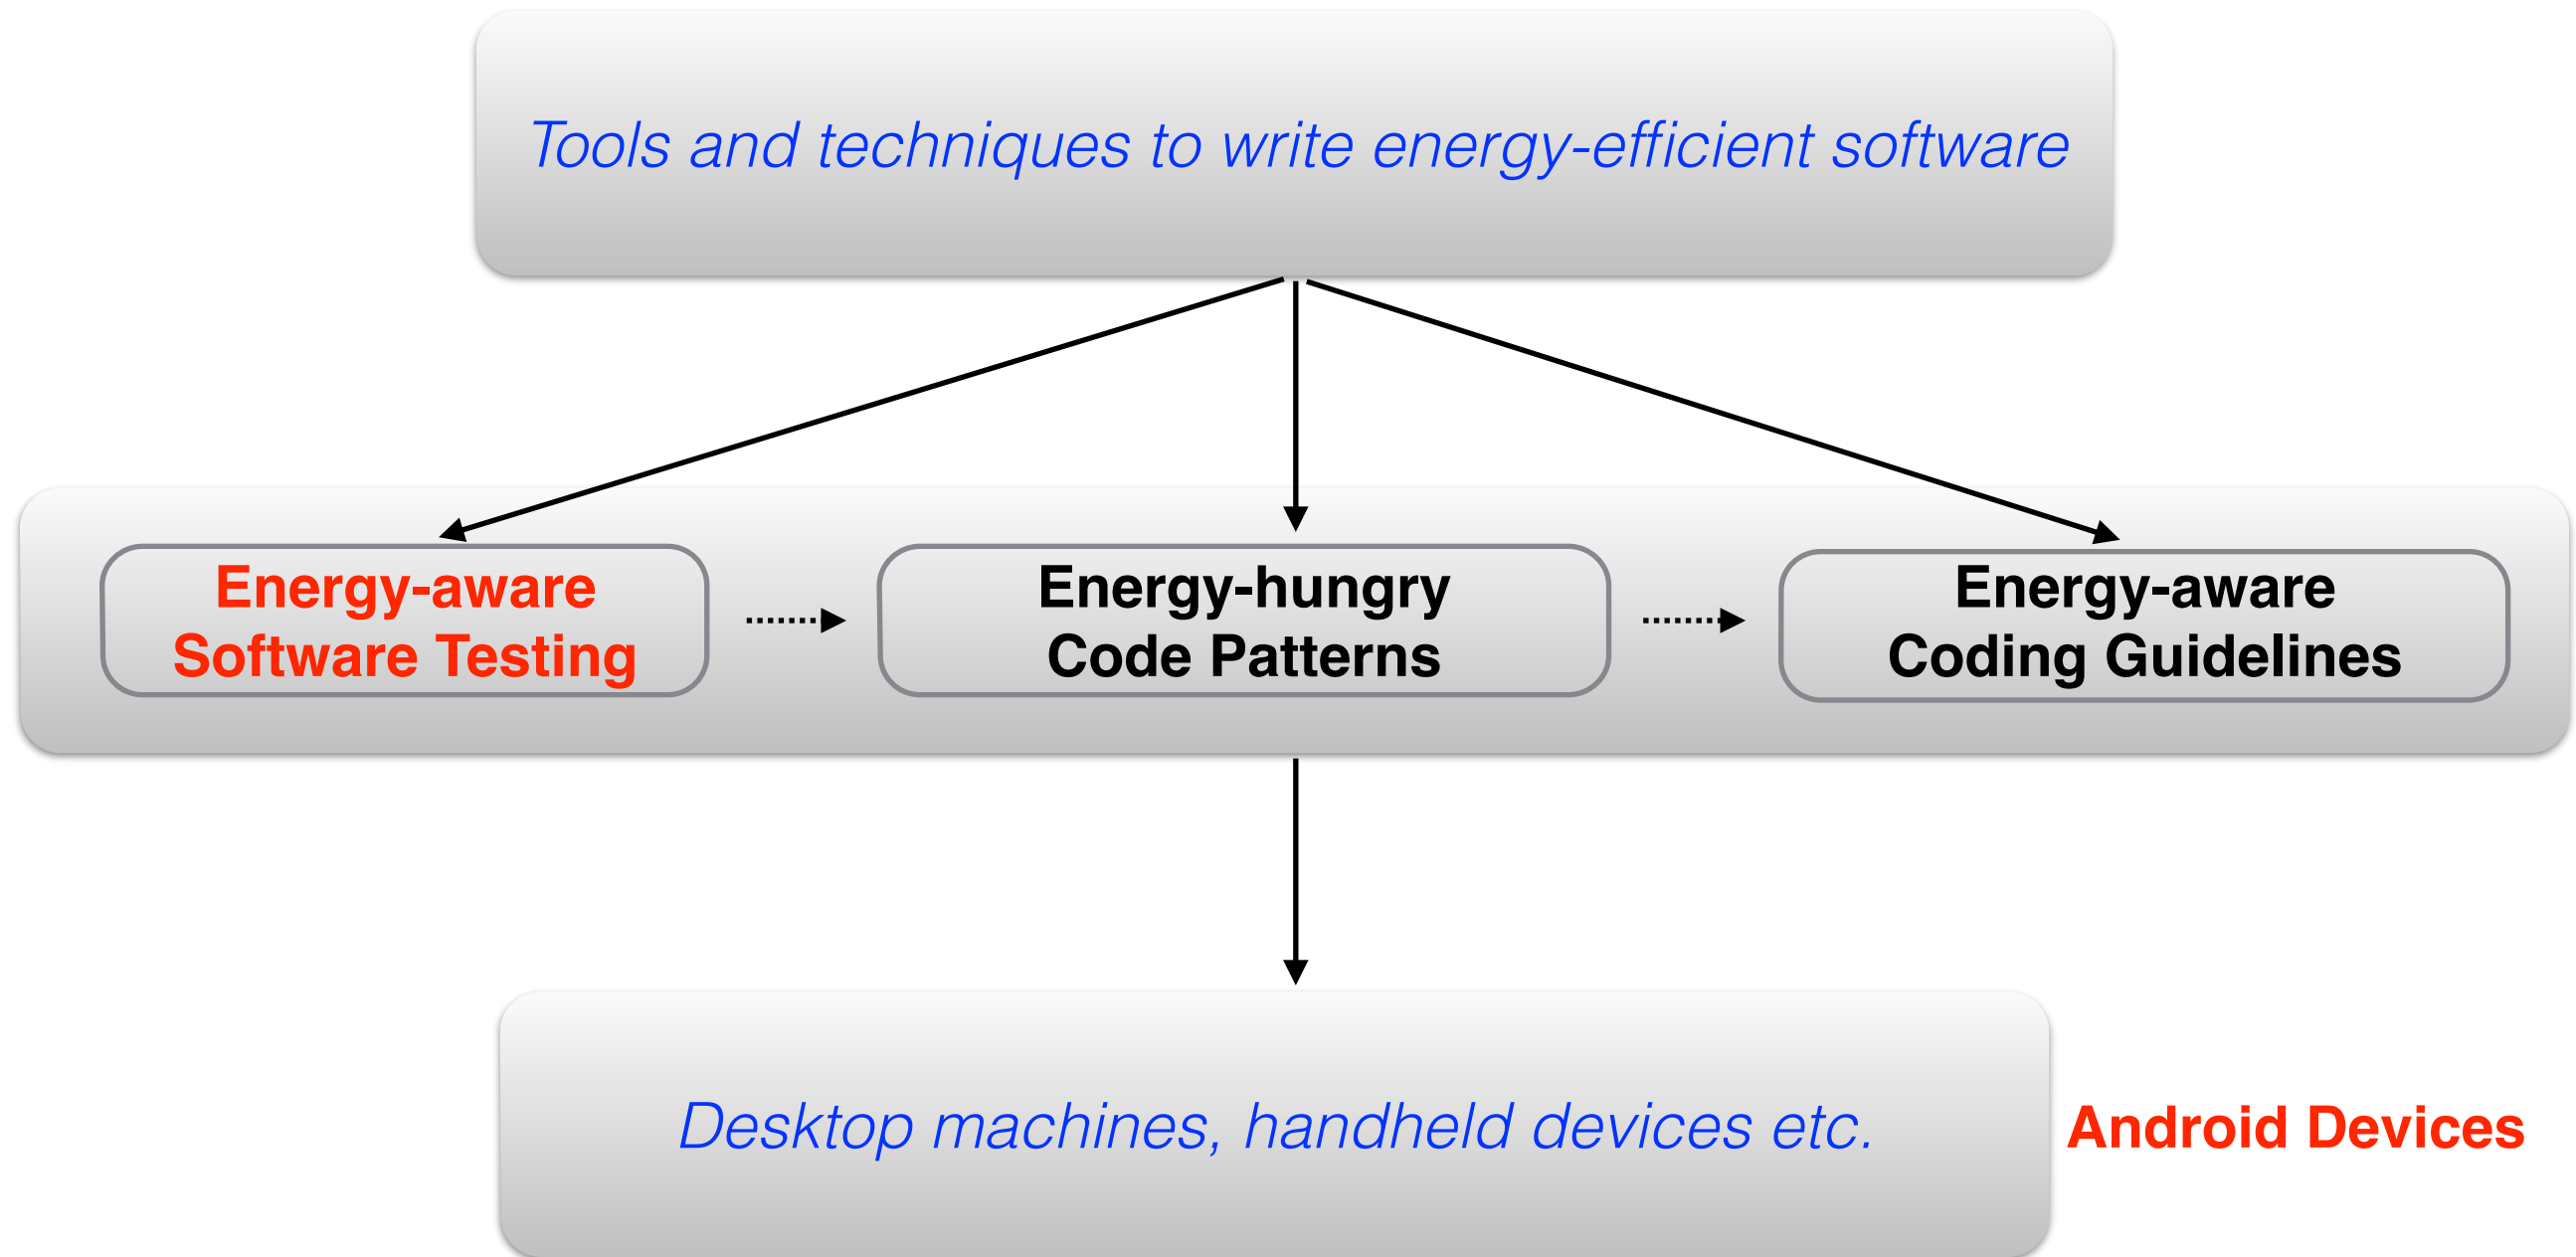 Tools and techniques to write energy-efficient software
Energy-aware
Software Testing
Energy-hungry
Code Patterns
Energy-aware
Coding Guidelines
Desktop machines, handheld devices etc.
Android Devices